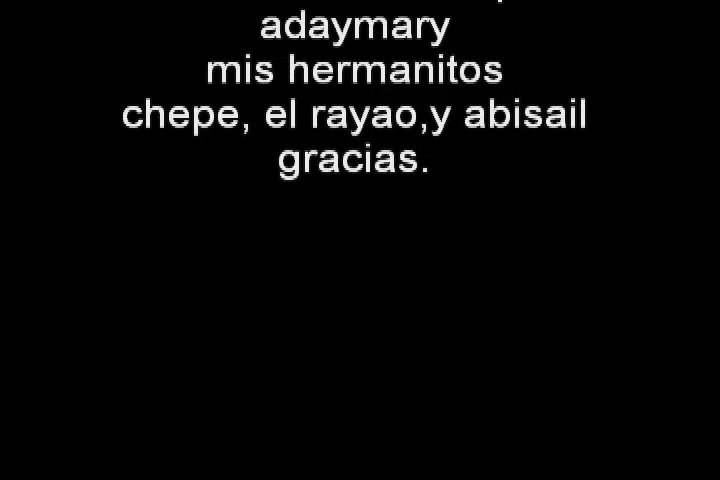 adaymary
mis hermanitos
chepe, el rayao,y abisail
gracias.